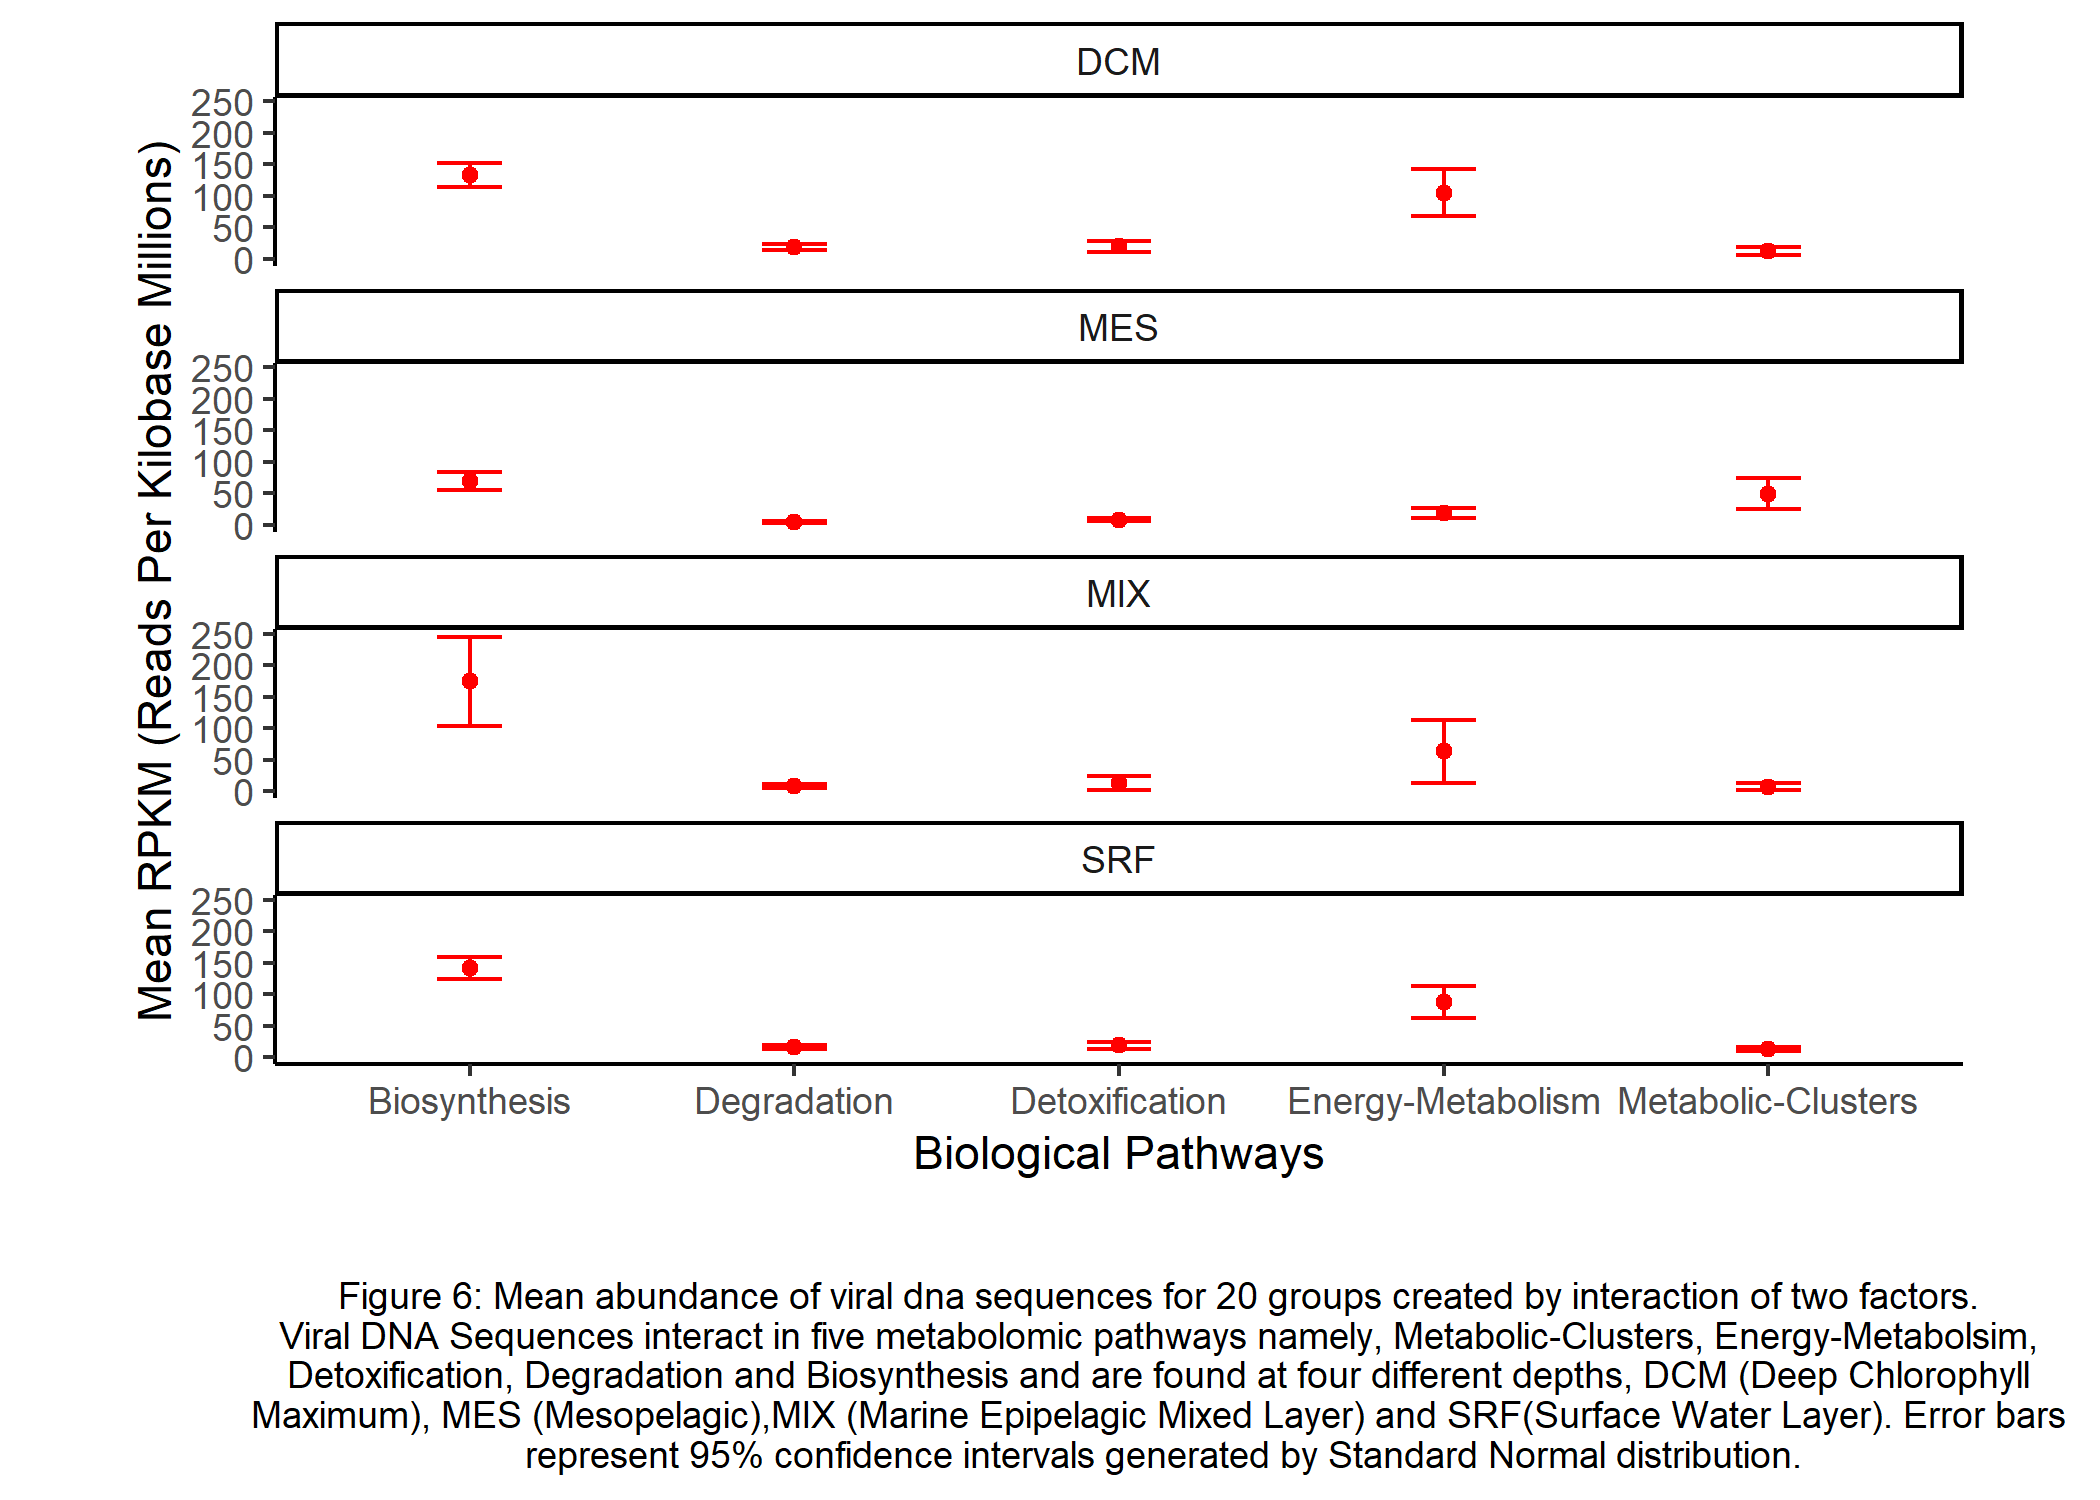 DCM
250
200
150
100
50
0
MES
250
200
150
100
50
0
MIX
250
200
150
100
50
0
SRF
250
200
150
100
50
0
Mean RPKM (Reads Per Kilobase Millions)
Biosynthesis Degradation Detoxification Energy-Metabolism Metabolic-Clusters
Biological Pathways
Figure 6: Mean abundance of viral dna sequences for 20 groups created by interaction of two factors.
Viral DNA Sequences interact in five metabolomic pathways namely, Metabolic-Clusters, Energy-Metabolsim,
Detoxification, Degradation and Biosynthesis and are found at four different depths, DCM (Deep Chlorophyll
Maximum), MES (Mesopelagic),MIX (Marine Epipelagic Mixed Layer) and SRF(Surface Water Layer). Error bars
represent 95% confidence intervals generated by Standard Normal distribution.